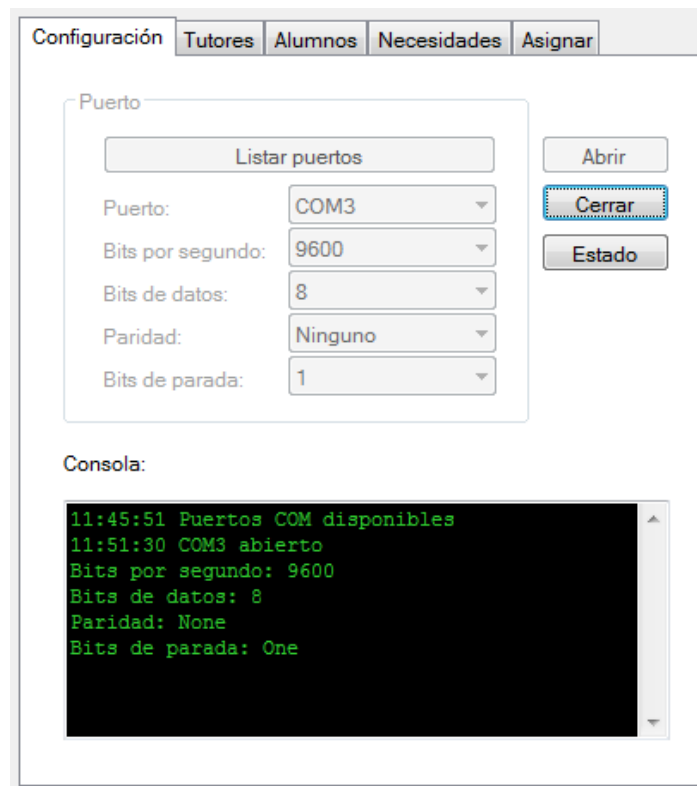 Configuración Tutores Alumnos Necesidades Asignar
Puerto
Listar puertos Abrir
Puerto: COM3 Cerrar
Bits por segundo: 9600 Estado
Bits de datos: 8
Paridad: Ninguno
Bits de parada: 1
Consola:
11:45:51 Puertos COM disponibles
11:51:30 COM3 abierto
Bits por segundo: 9600
Bits de datos: 8
Paridad: None
Bits de parada: One